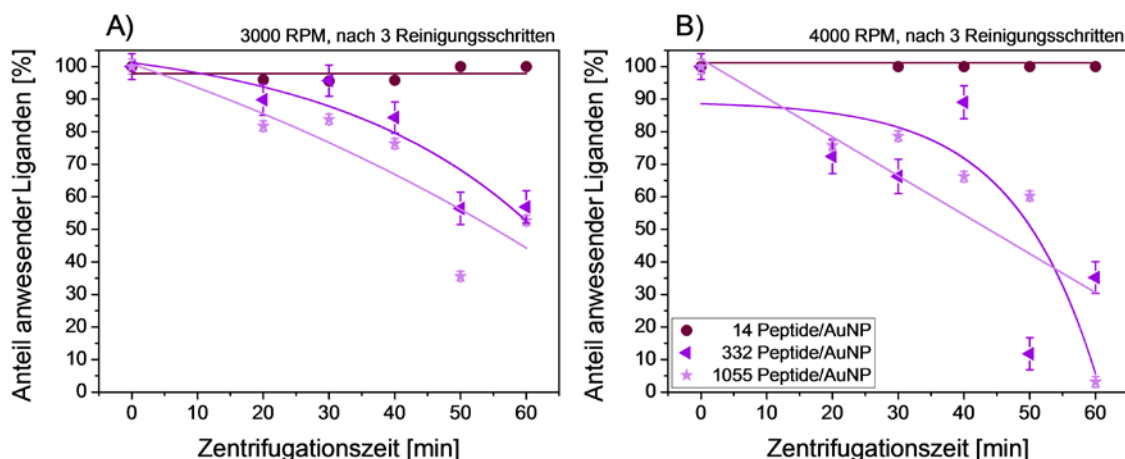 A)
3000 RPM, nach 3 Reinigungsschritten
Anteil anwesender Liganden [%]
100
90
80
70
60
50
40
30
20
10
0
0 10 20 30 40 50 60
Zentrifugationszeit [min]
B)
4000 RPM, nach 3 Reinigungsschritten
Anteil anwesender Liganden [%]
100
90
80
70
60
50
40
30
20
10
0
14 Peptide/AuNP
332 Peptide/AuNP
1055 Peptide/AuNP
0 10 20 30 40 50 60
Zentrifugationszeit [min]